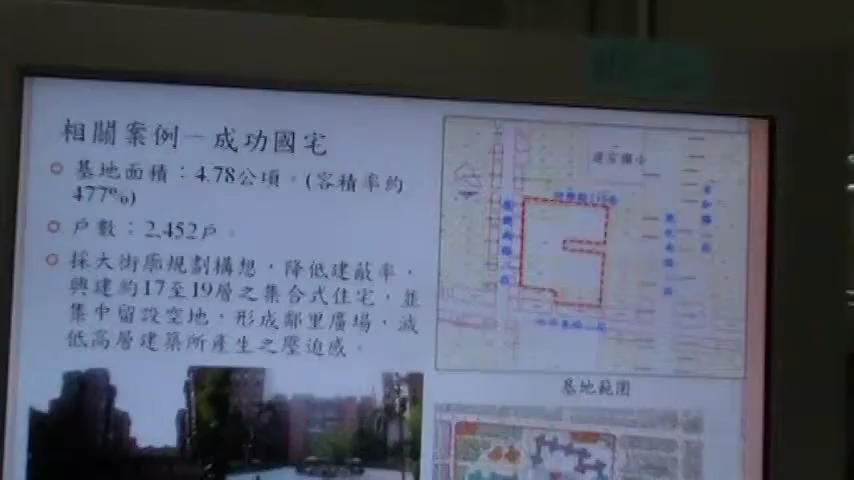 相關案例－成功國宅
基地面積：4.78公頃。(容積率約
477%)
戶數：2,452戶。
採大街廓規劃構想，降低建蔽率，
興建約17至19層之集合式住宅，並
集中留設空地，形成鄰里廣場，減
低高層建築所產生之壓迫感。
基地範圍